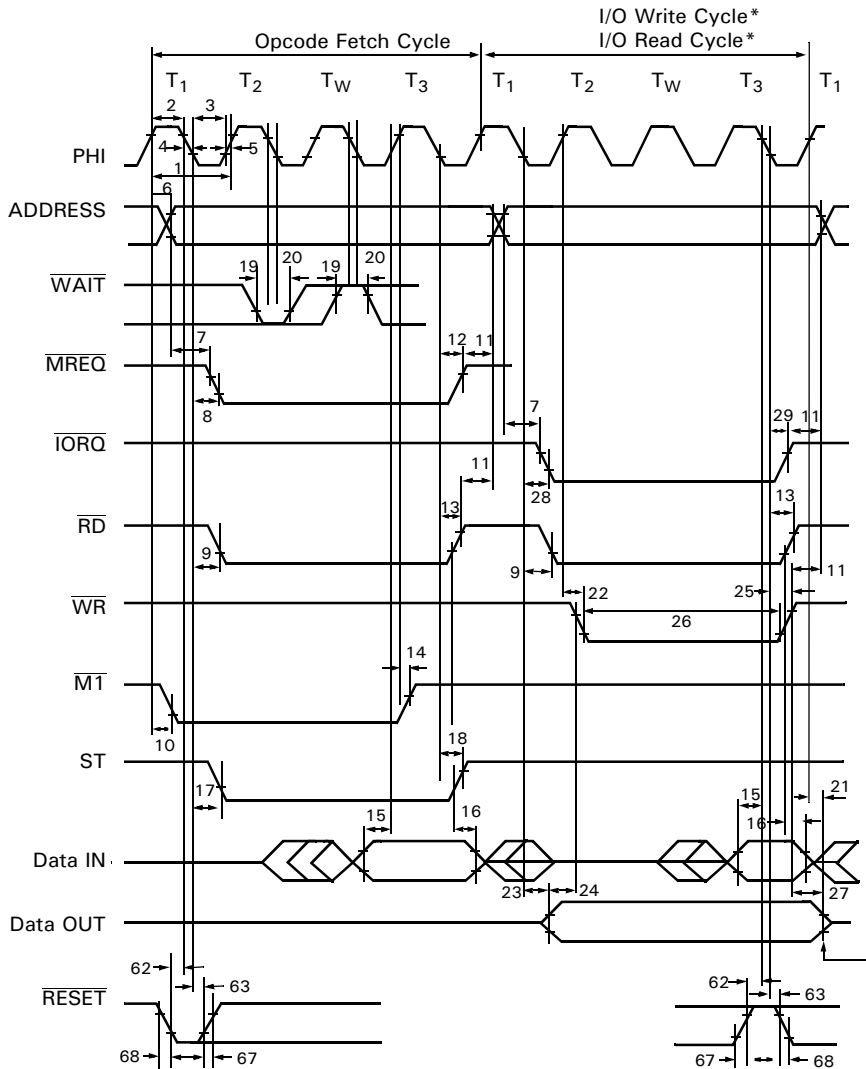 I/O Write Cycle*
Opcode Fetch Cycle I/O Read Cycle*
T1 T2 TW T3 T1 T2 TW T3 T1
2 3
PHI
4 5
1
6
ADDRESS
19 20 19 20
WAIT
7 12 11
MREQ
8
7 29 11
IORQ
11 28
13 13
RD
9 9 11
22 25
WR
26
14
M1
10 18
ST
17 21
15 16 15 16
Data IN
23 24 27
Data OUT
62 63 62 63
RESET
68 67 67 68